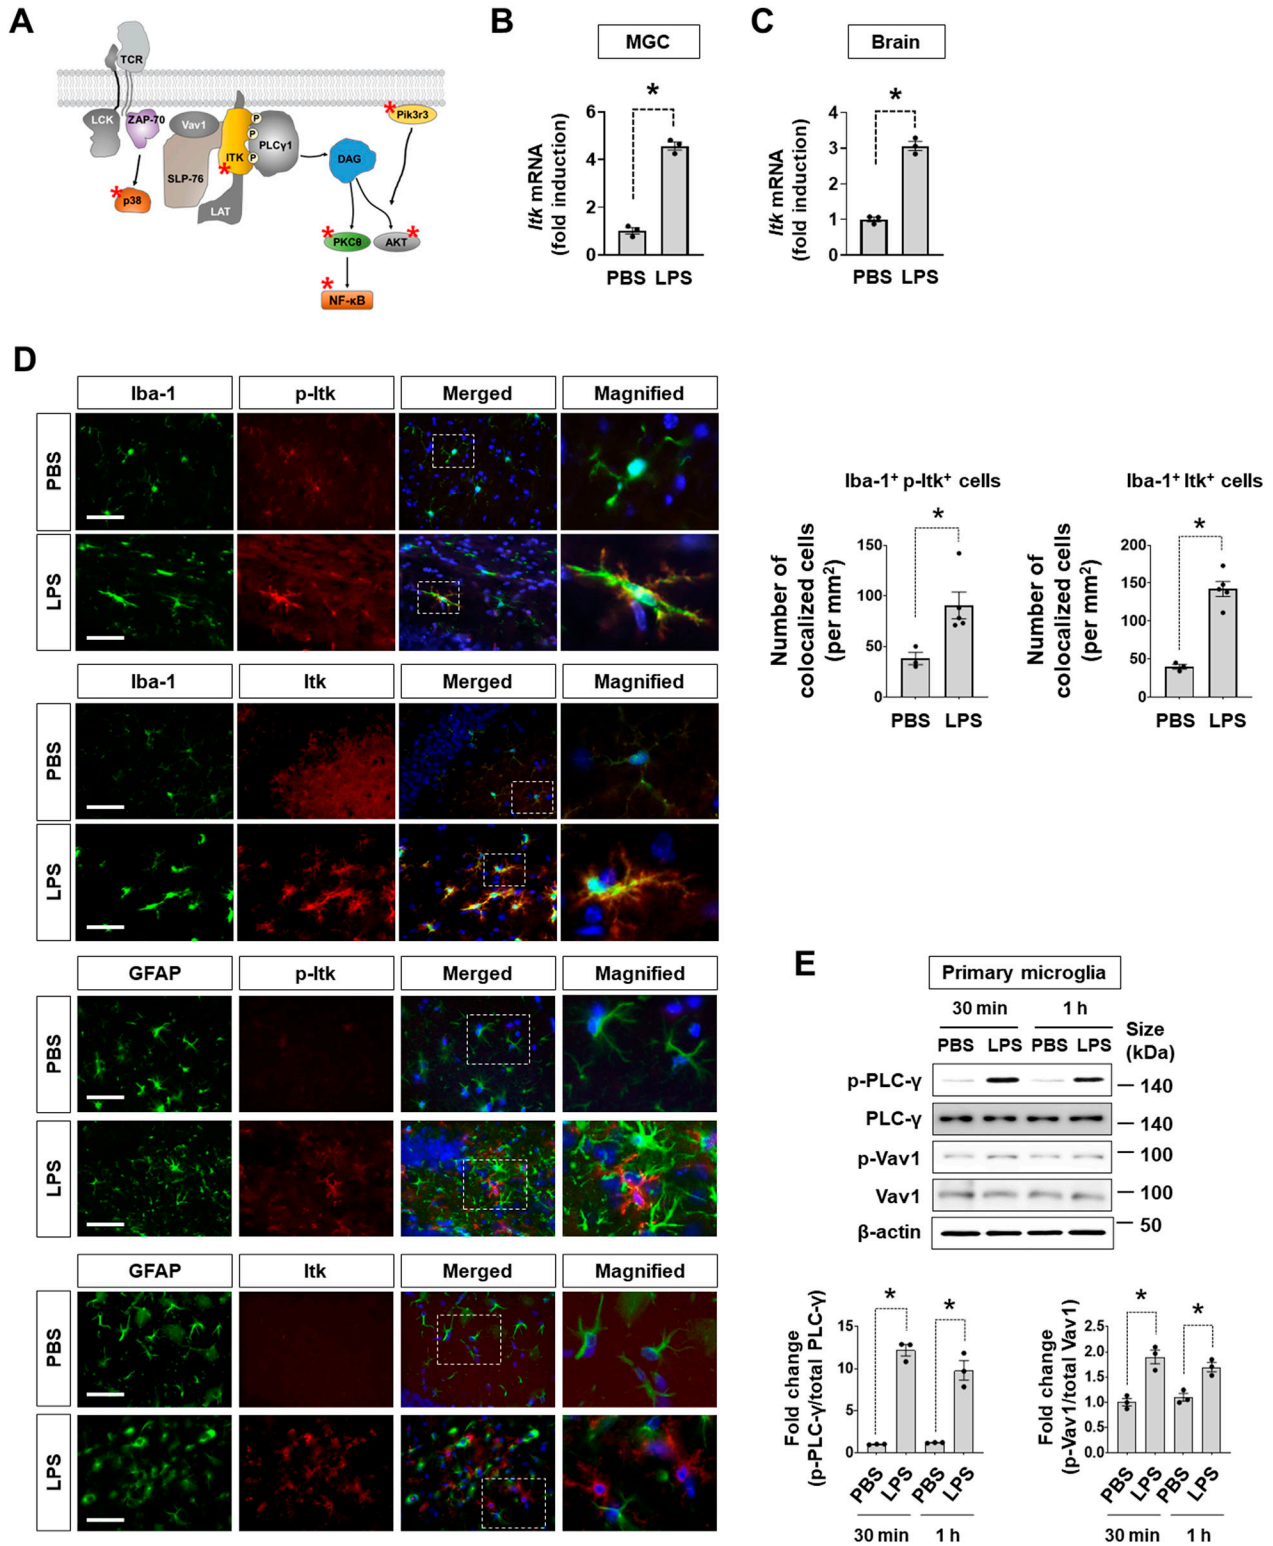 A
TCR
LCK
ZAP-70
Vav1
ITK
P
P
P
PLCγ1
SLP-76
LAT
p38
DAG
Pik3r3
PKCθ
AKT
NF-κB
*
*
*
*
*
*
B
MGC
*
Itk mRNA
(fold induction)
6
4
2
0
PBS LPS
C
Brain
*
Itk mRNA
(fold induction)
4
3
2
1
0
PBS LPS
D
Iba-1 p-Itk Merged Magnified
PBS
LPS
Iba-1 Itk Merged Magnified
PBS
LPS
GFAP p-Itk Merged Magnified
PBS
LPS
GFAP Itk Merged Magnified
PBS
LPS
Iba-1+ p-Itk+ cells
*
Number of
colocalized cells
(per mm2)
150
100
50
0
PBS LPS
Iba-1+ Itk+ cells
*
Number of
colocalized cells
(per mm2)
200
150
100
50
0
PBS LPS
E
Primary microglia
30 min 1 h
PBS LPS PBS LPS
Size
(kDa)
p-PLC-γ 140
PLC-γ 140
p-Vav1 100
Vav1 100
β-actin 50
Fold change
(p-PLC-γ/total PLC-γ)
15
10
5
0
* *
PBS LPS PBS LPS
30 min 1 h
Fold change
(p-Vav1/total Vav1)
2.5
2.0
1.5
1.0
0.5
0.0
* *
PBS LPS PBS LPS
30 min 1 h